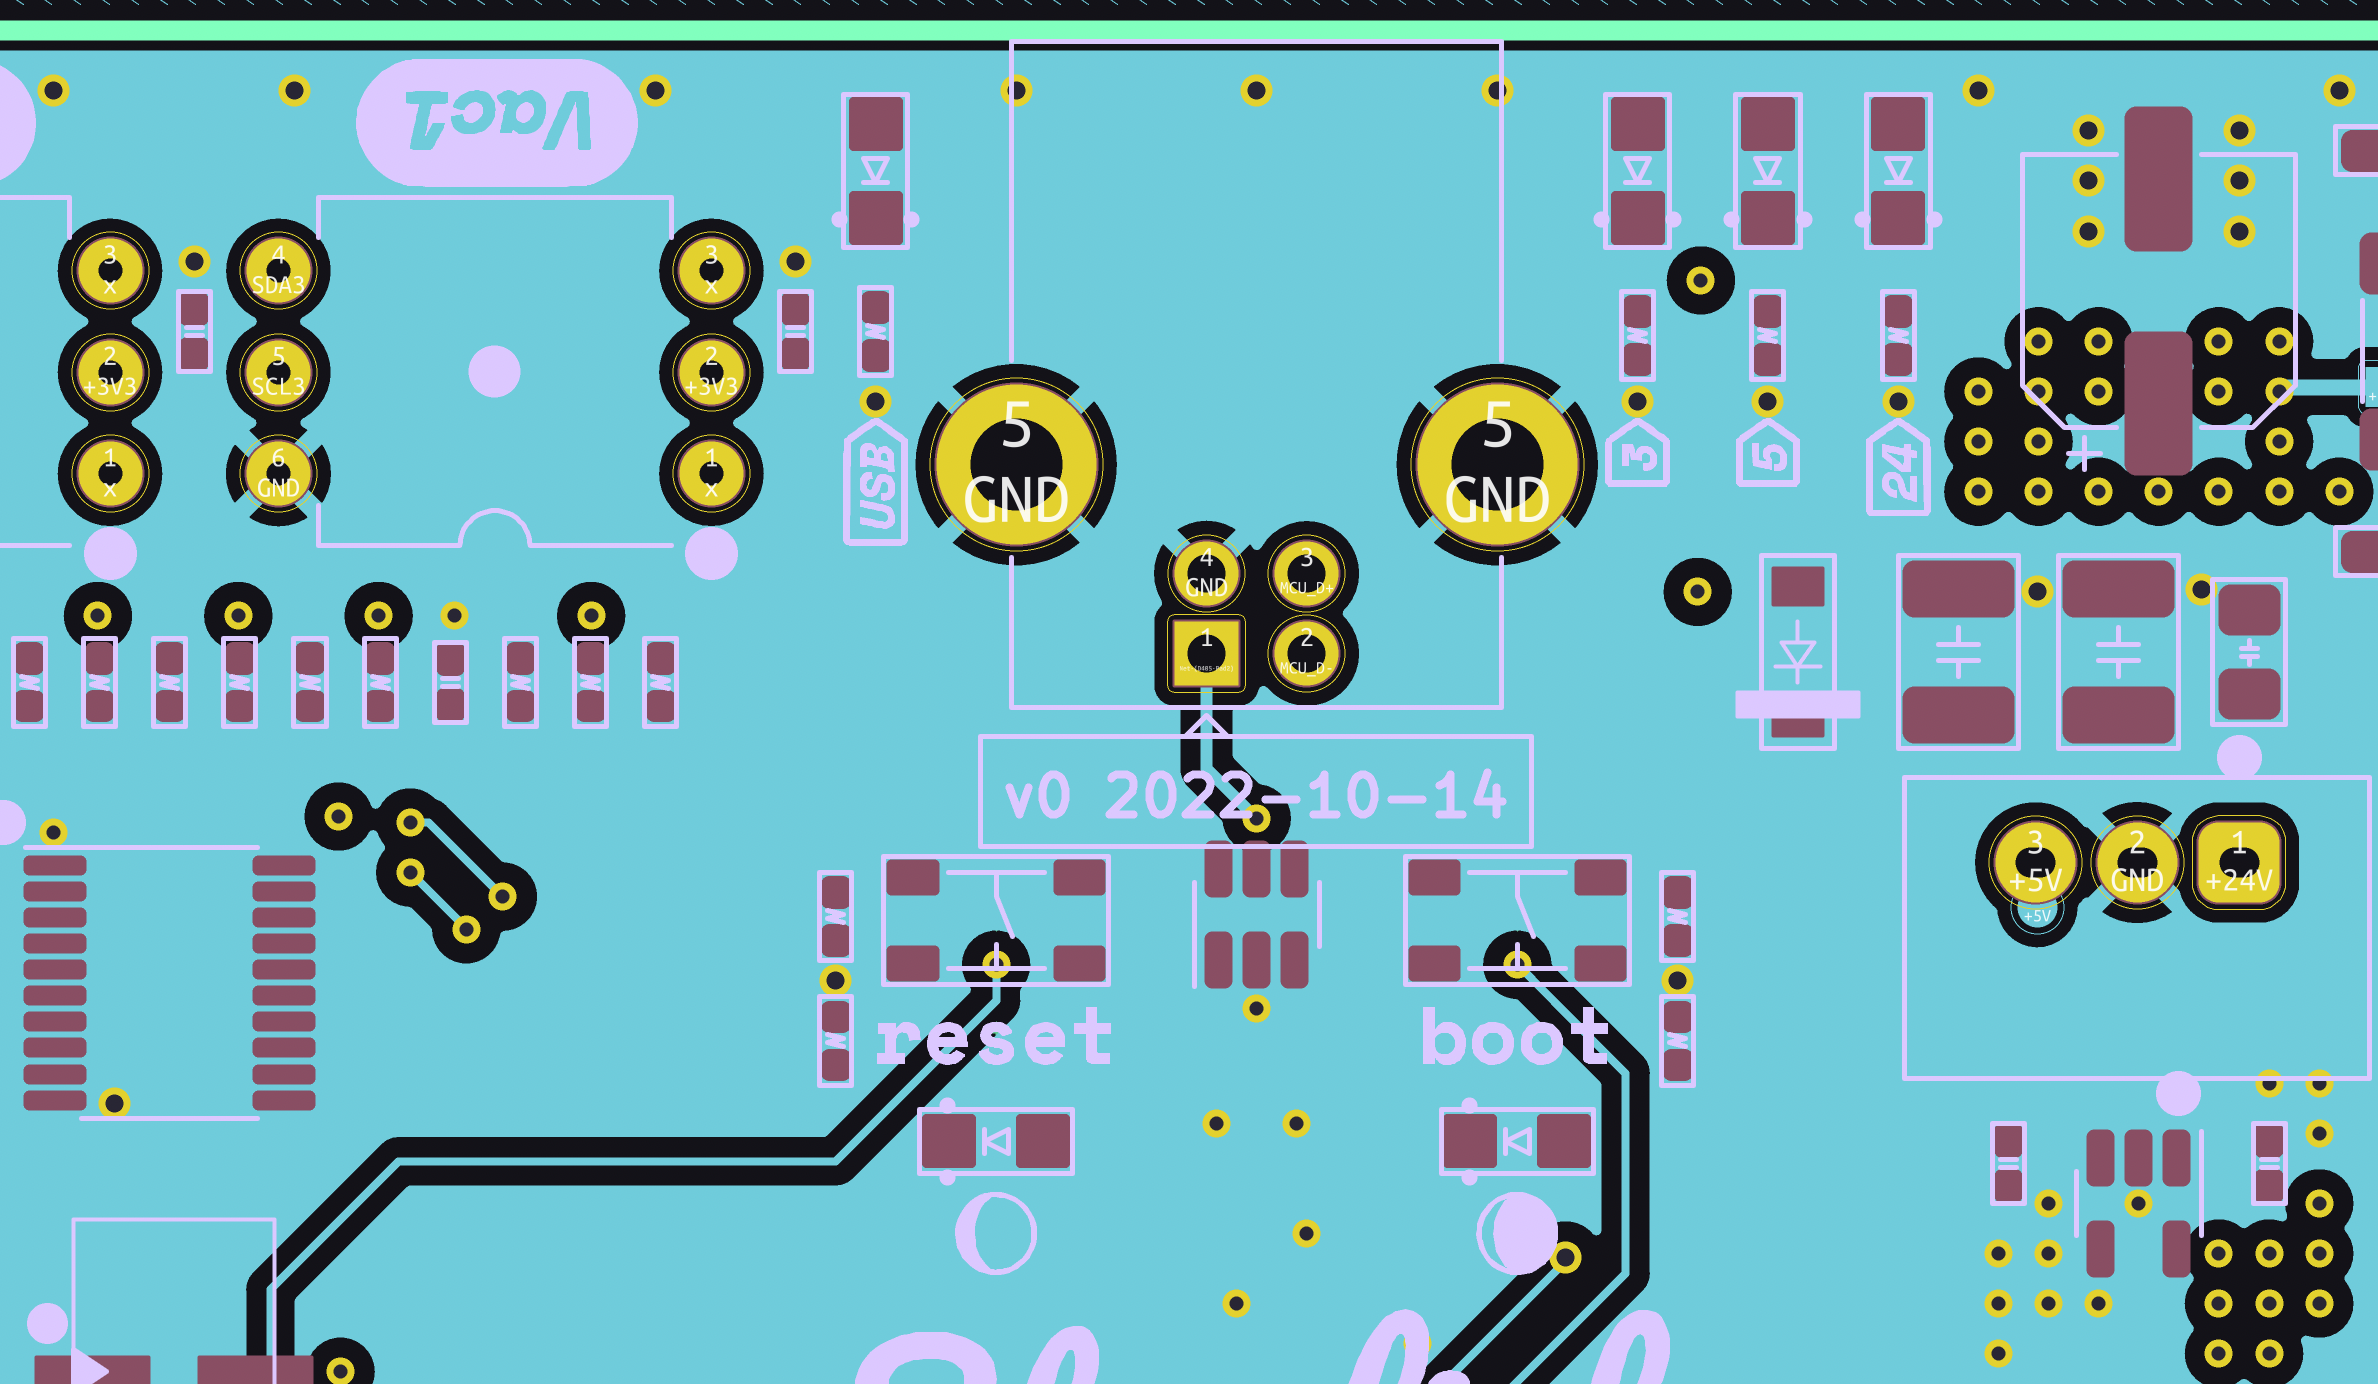 Vac1
3
x
4
SDA3
3
x
2
+3V3
5
SCL3
2
+3V3
1
x
6
GND
1
x
USB
5
GND
5
GND
3
5
24
+
4
GND
3
MCU_D+
1
2
MCU_D-
v0 2022-10-14
3
+5V
+5V
2
GND
1
+24V
reset
boot